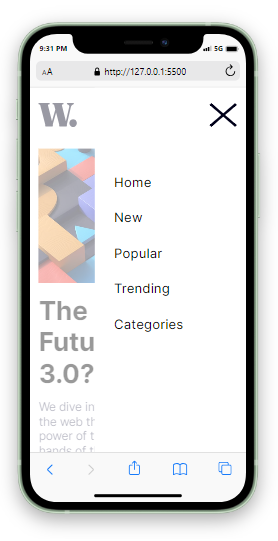 9:31 PM
5G
AA
http://127.0.0.1:5500
W.
Home
New
Popular
Trending
Categories
The
Futu
3.0?
We dive in
the web th
power of t
hands of t